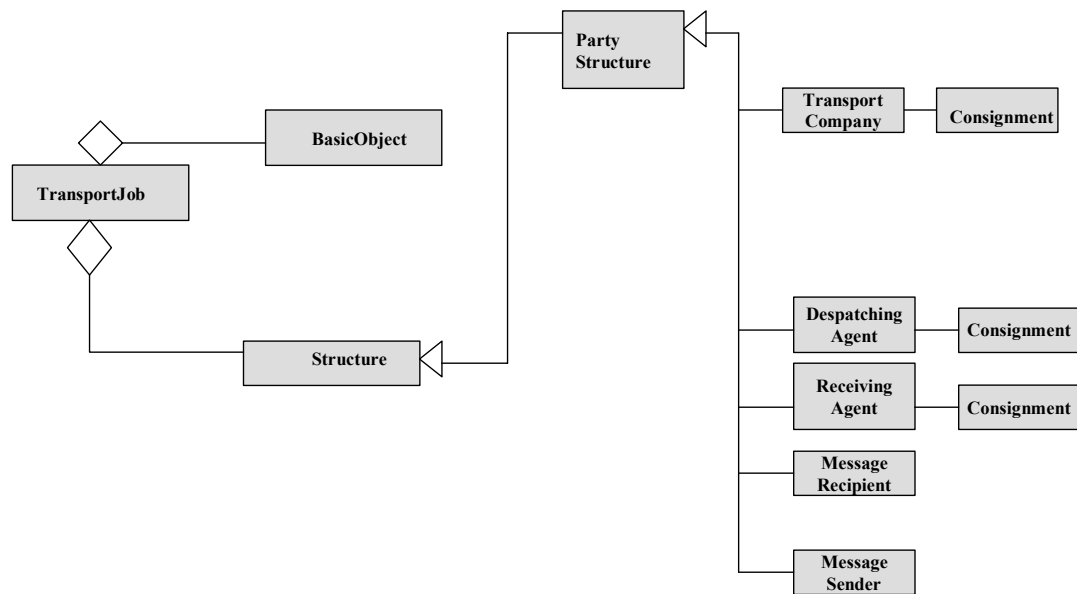 Party
Structure
Transport
Company
Consignment
BasicObject
TransportJob
Despatching
Agent
Consignment
Structure
Receiving
Agent
Consignment
Message
Recipient
Message
Sender